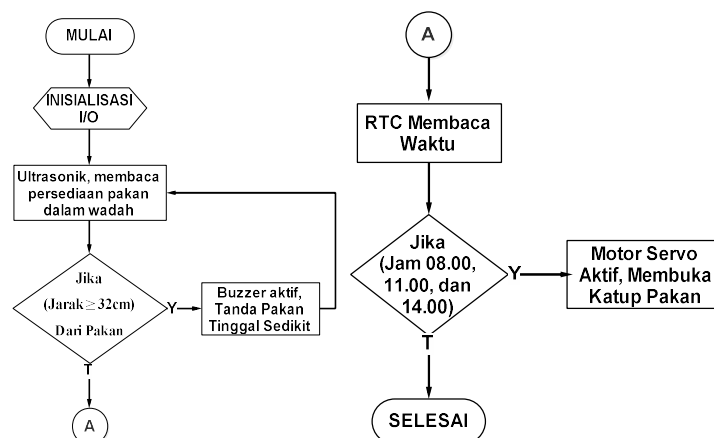 MULAI
INISIALISASI
I/O
Ultrasonik, membaca
persediaan pakan
dalam wadah
Jika
(Jarak ≥ 32cm)
Dari Pakan
Y
Buzzer aktif,
Tanda Pakan
Tinggal Sedikit
T
A
A
RTC Membaca
Waktu
Jika
(Jam 08.00,
11.00, dan
14.00)
Y
Motor Servo
Aktif, Membuka
Katup Pakan
T
SELESAI